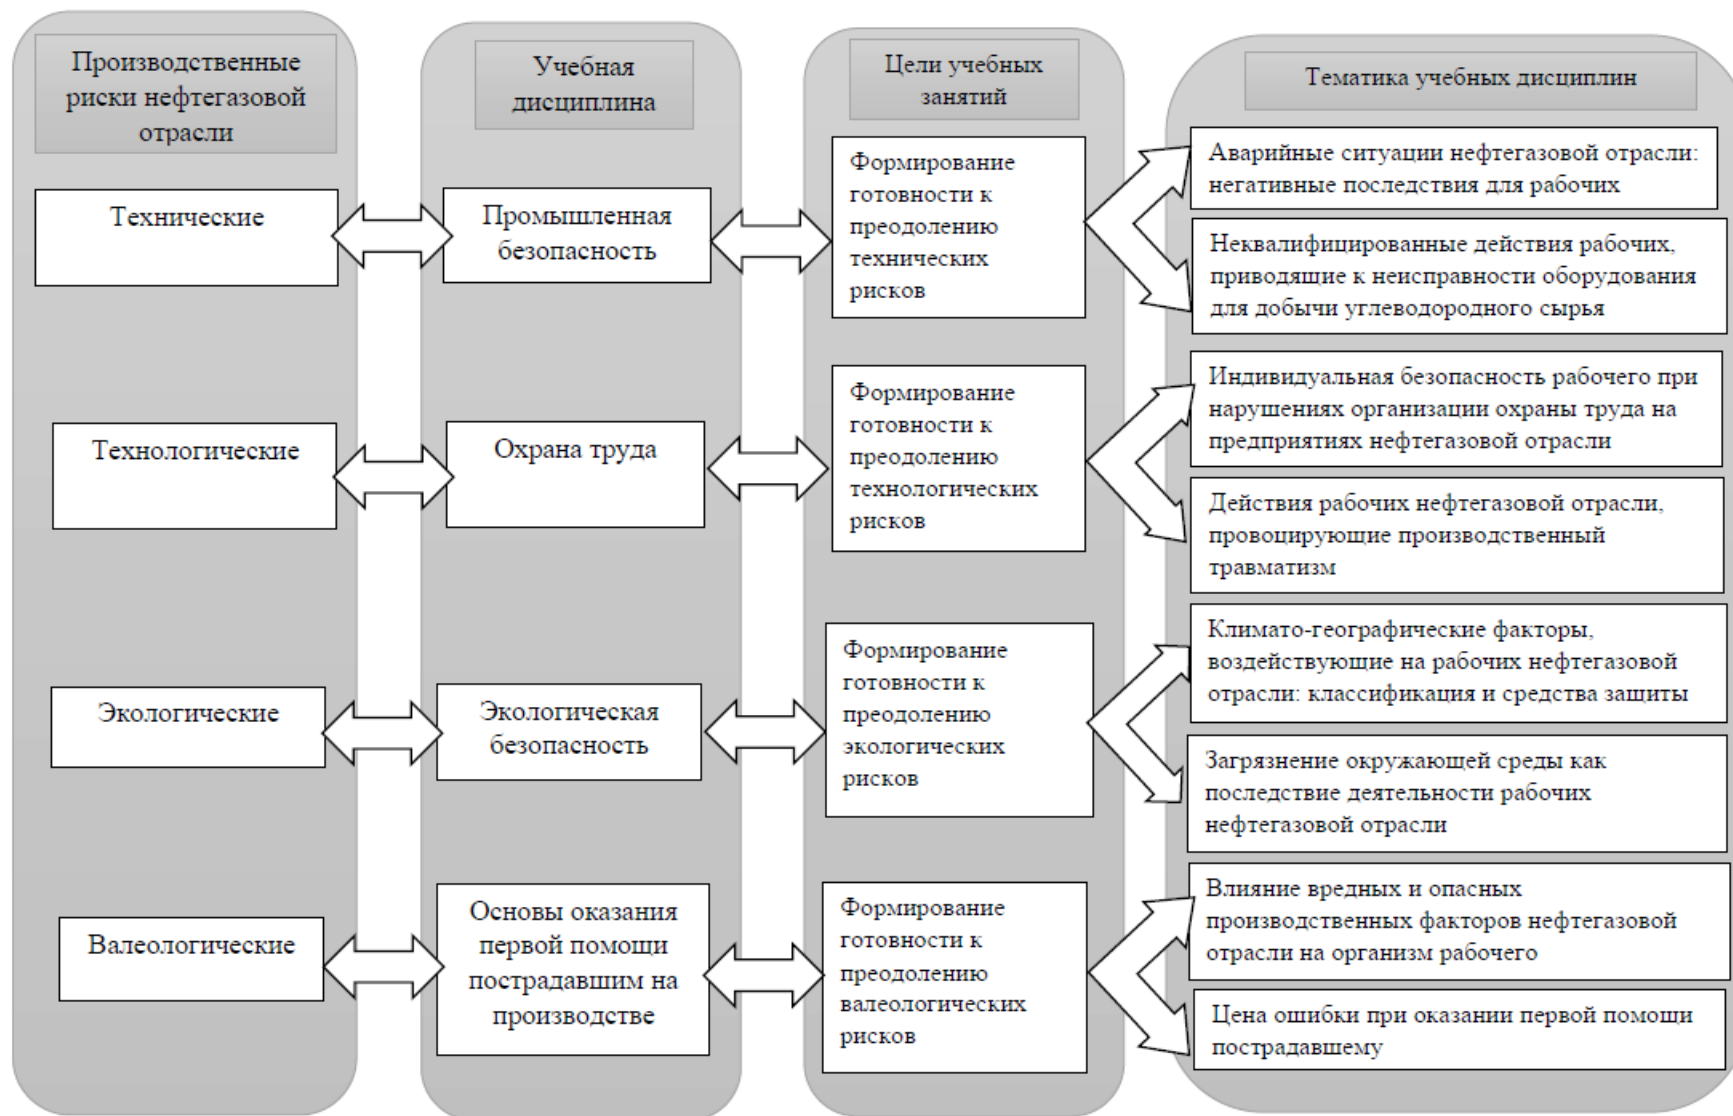 Производственные
риски нефтегазовой
отрасли
Учебная
дисциплина
Цели учебных
занятий
Тематика учебных дисциплин
Технические
Промышленная
безопасность
Формирование
готовности к
преодолению
технических
рисков
Аварийные ситуации нефтегазовой отрасли:
негативные последствия для рабочих
Неквалифицированные действия рабочих,
приводящие к неисправности оборудования
для добычи углеводородного сырья
Технологические
Охрана труда
Формирование
готовности к
преодолению
технологических
рисков
Индивидуальная безопасность рабочего при
нарушениях организации охраны труда на
предприятиях нефтегазовой отрасли
Действия рабочих нефтегазовой отрасли,
провоцирующие производственный
травматизм
Экологические
Экологическая
безопасность
Формирование
готовности к
преодолению
экологических
рисков
Климато-географические факторы,
воздействующие на рабочих нефтегазовой
отрасли: классификация и средства защиты
Загрязнение окружающей среды как
последствие деятельности рабочих
нефтегазовой отрасли
Валеологические
Основы оказания
первой помощи
пострадавшим на
производстве
Формирование
готовности к
преодолению
валеологических
рисков
Влияние вредных и опасных
производственных факторов нефтегазовой
отрасли на организм рабочего
Цена ошибки при оказании первой помощи
пострадавшему